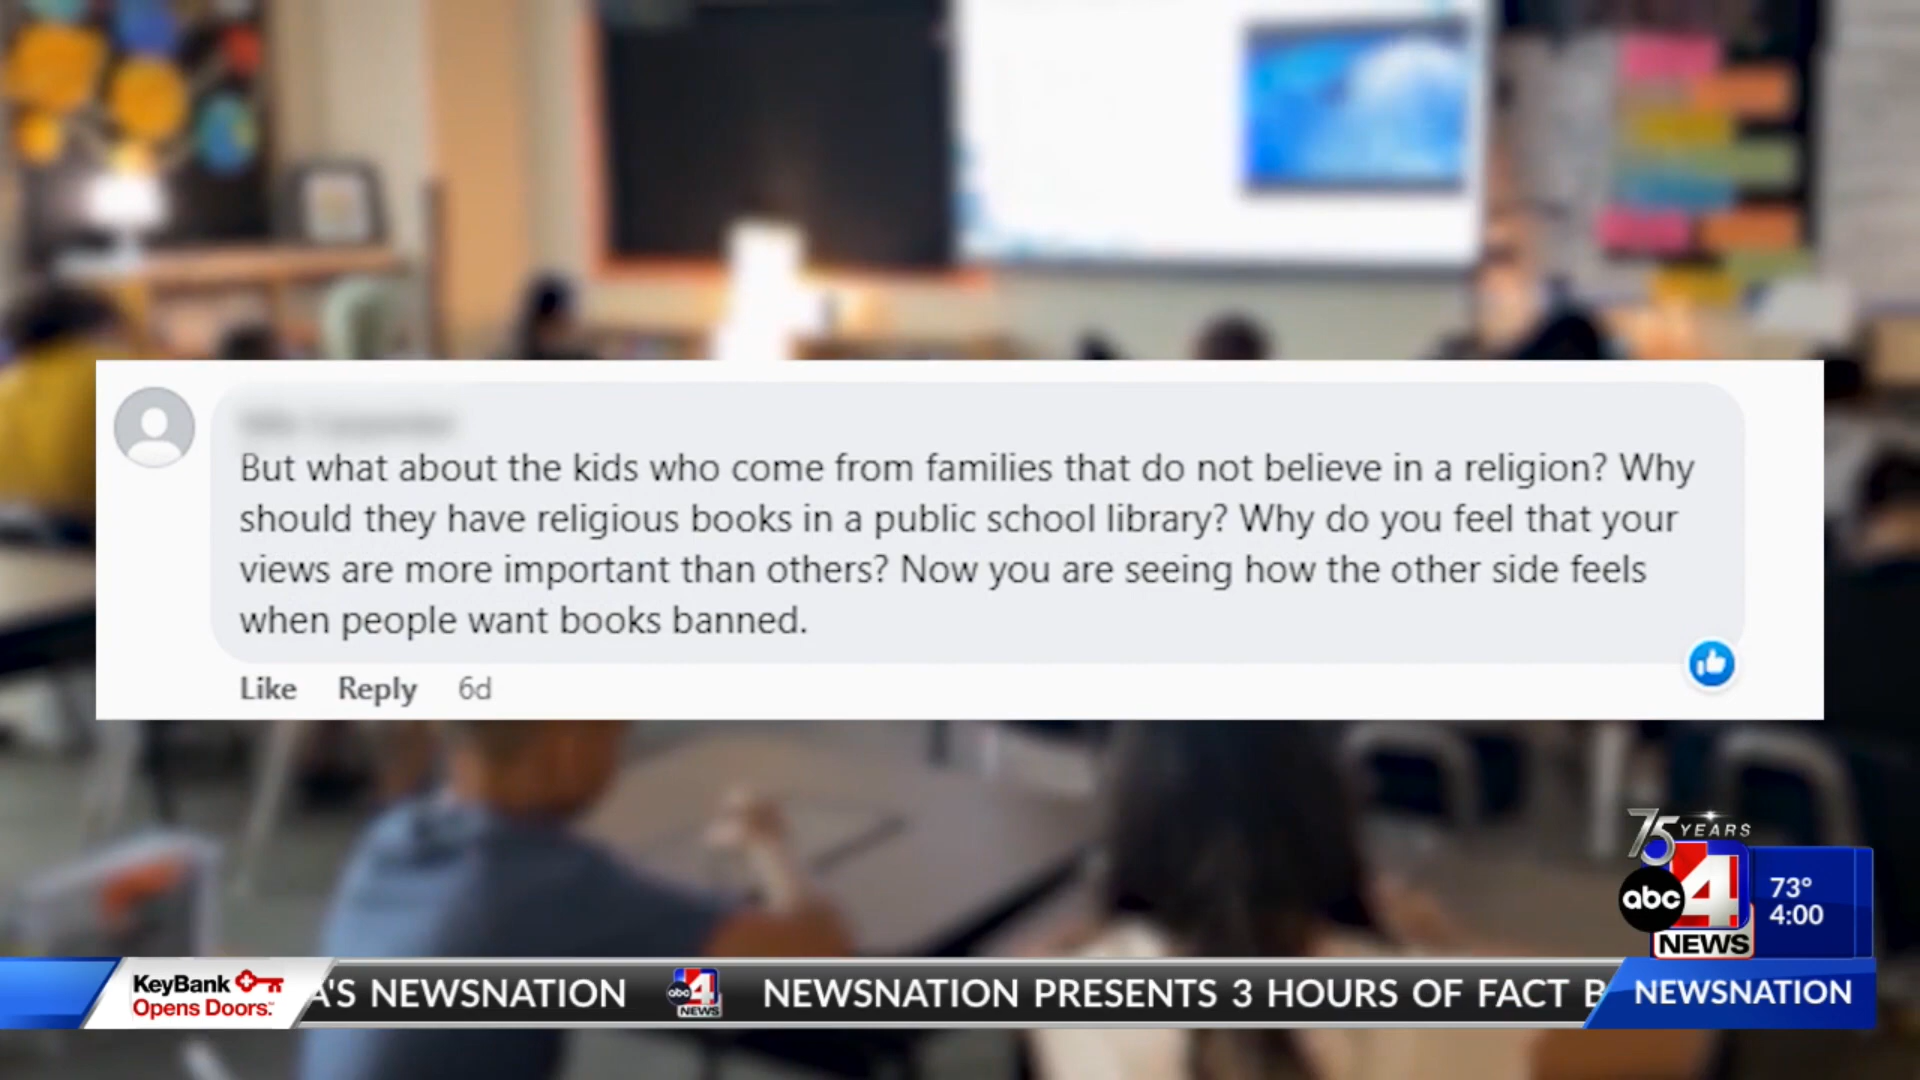 But what about the kids who come from families that do not believe in a religion? Why
should they have religious books in a public school library? Why do you feel that your
views are more important than others? Now you are seeing how the other side feels
when people want books banned.
Like Reply 6d
75 YEARS
abc 4
NEWS
73°
4:00
KeyBank
Opens Doors.
A'S NEWSNATION abc 4 NEWS NEWSNATION PRESENTS 3 HOURS OF FACT B
NEWSNATION